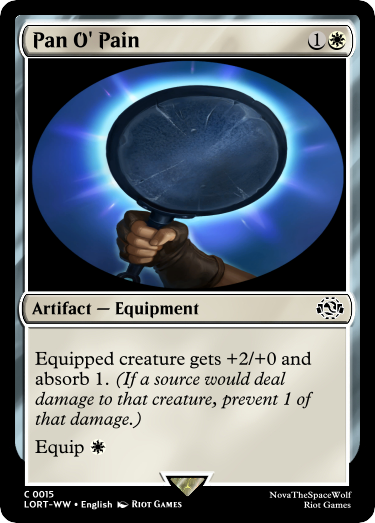 Pan O' Pain 1
Artifact — Equipment
Equipped creature gets +2/+0 and
absorb 1. (If a source would deal
damage to that creature, prevent 1 of
that damage.)
Equip
C 0015
LORT-WW • English RIOT GAMES
NovaTheSpaceWolf
Riot Games